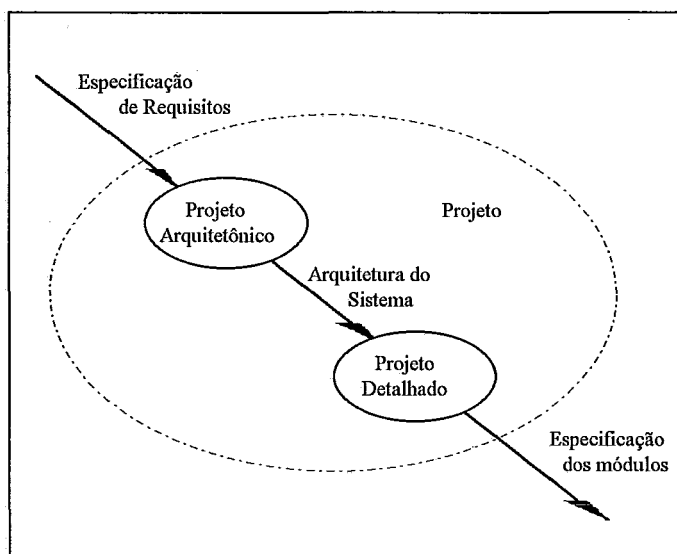 Especificação
de Requisitos
Projeto
Arquitetônico
Projeto
Arquitetura do
Sistema
Projeto
Detalhado
Especificação
dos módulos